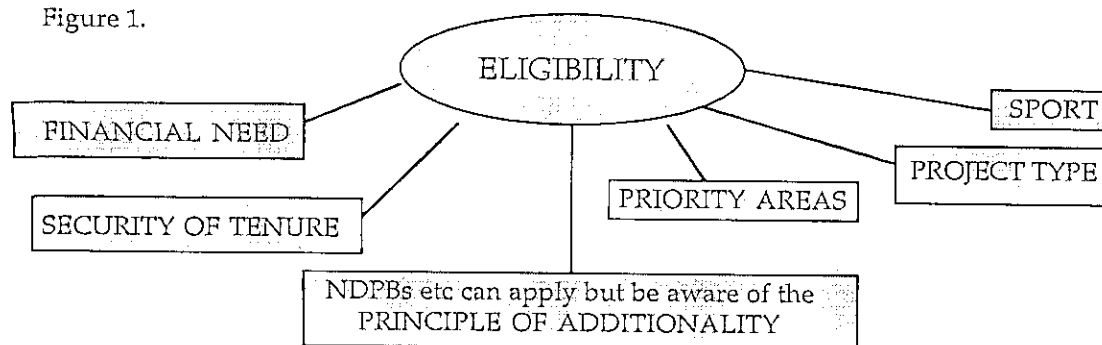 Figure 1.
ELIGIBILITY
FINANCIAL NEED
SPORT
PROJECT TYPE
PRIORITY AREAS
SECURITY OF TENURE
NDPBs etc can apply but be aware of the
PRINCIPLE OF ADDITIONALITY